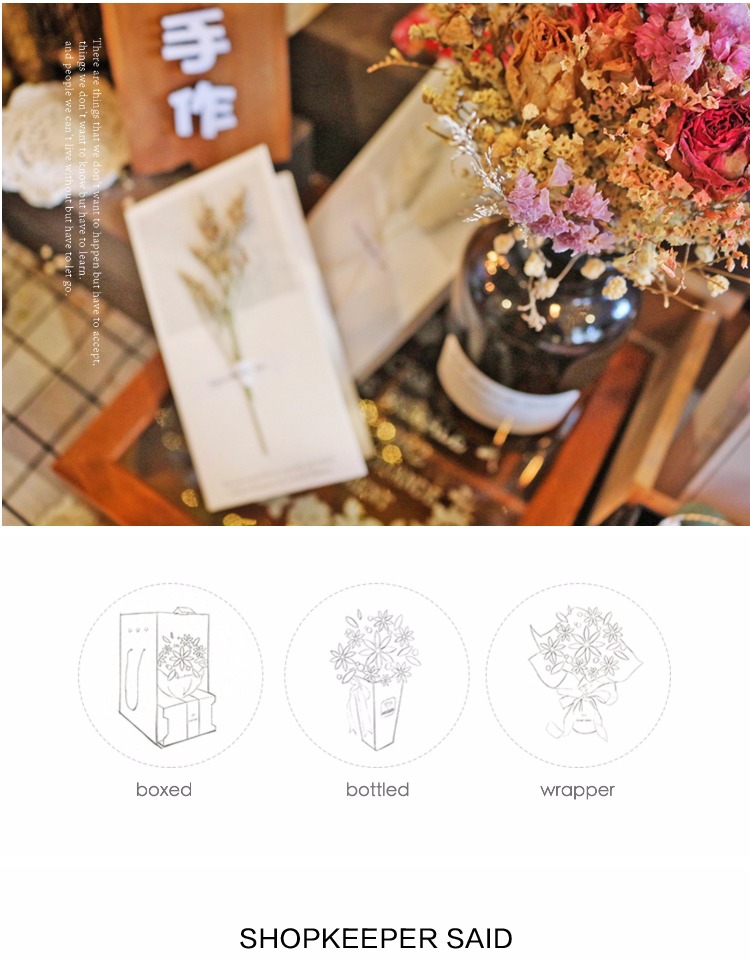 手
作
There are things that we don't want to happen but have to accept,
things we don't want to know but have to learn,
and people we can't live without but have to let go.
boxed
bottled
wrapper
SHOPKEEPER SAID